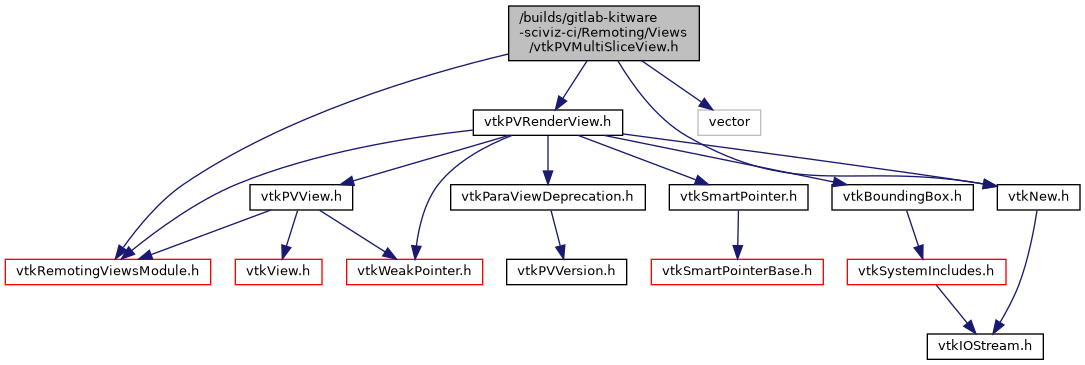 /builds/gitlab-kitware
-sciviz-ci/Remoting/Views
/vtkPVMultiSliceView.h
vtkPVRenderView.h
vector
vtkPVView.h
vtkParaViewDeprecation.h
vtkSmartPointer.h
vtkBoundingBox.h
vtkNew.h
vtkRemotingViewsModule.h
vtkView.h
vtkWeakPointer.h
vtkPVVersion.h
vtkSmartPointerBase.h
vtkSystemIncludes.h
vtkIOStream.h